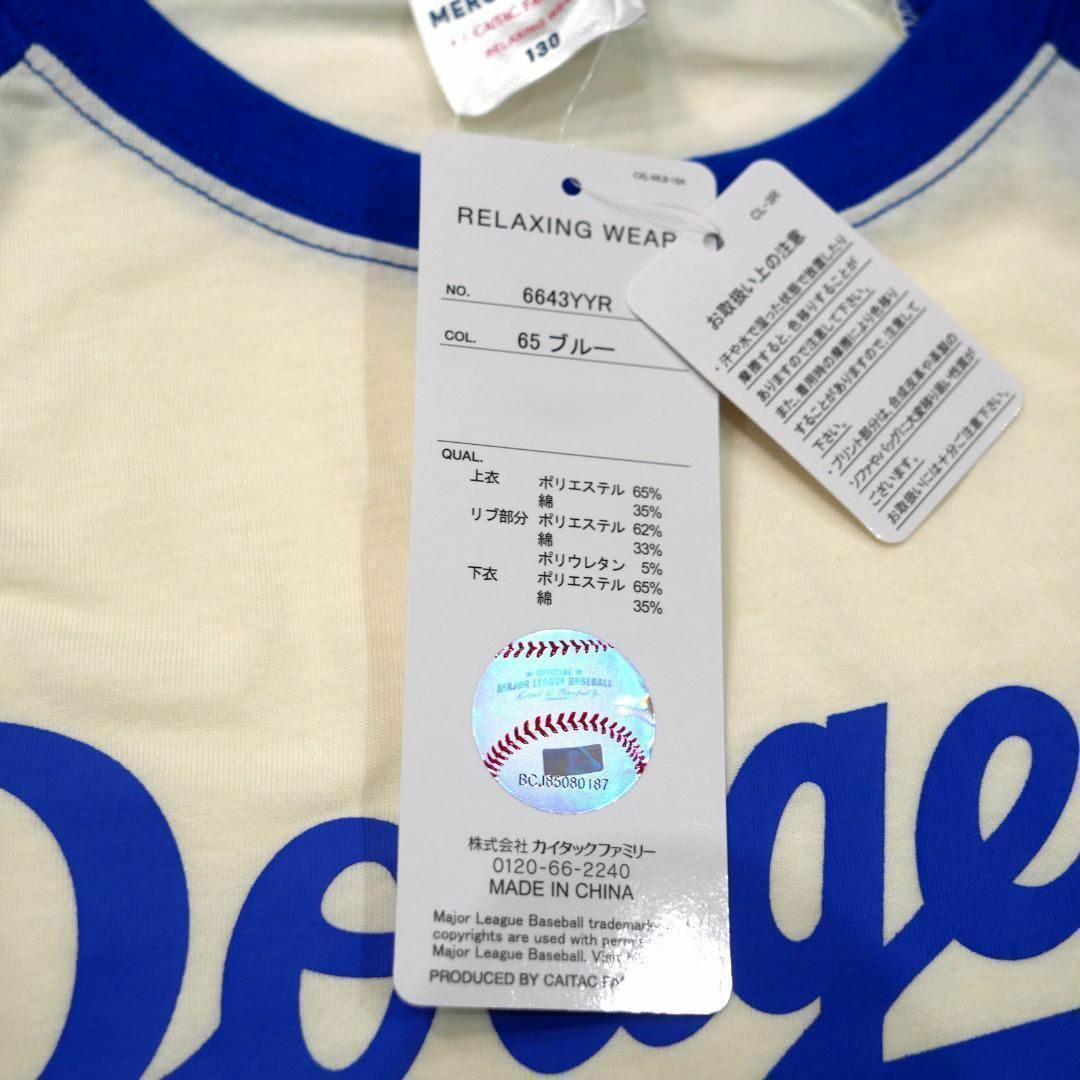 130
CKL-MLB-18K
RELAXING WEAR
NO. 6643YYR
COL. 65 ブルー
QUAL.
上衣 ポリエステル 65%
綿 35%
リブ部分 ポリエステル 62%
綿 33%
ポリウレタン 5%
下衣 ポリエステル 65%
綿 35%
OFFICIAL
MAJOR LEAGUE BASEBALL
BCJ85080187
株式会社 カイタックファミリー
0120-66-2240
MADE IN CHINA
Major League Baseball trademark
copyrights are used with
Major League Baseball.
PRODUCED BY CAITAC
CL-3R
お取扱い上の注意
・汗や水で湿った状態で放置したり
摩擦すると、色移りすることが
ありますので注意して下さい。
また、着用時の摩擦により色移り
することがありますので、注意して
下さい。
・プリント部分は、合成皮革や革製の
ソファやバッグに大変移り易い性質が
ございます。
お取扱いには十分ご注意下さい。
Dodge